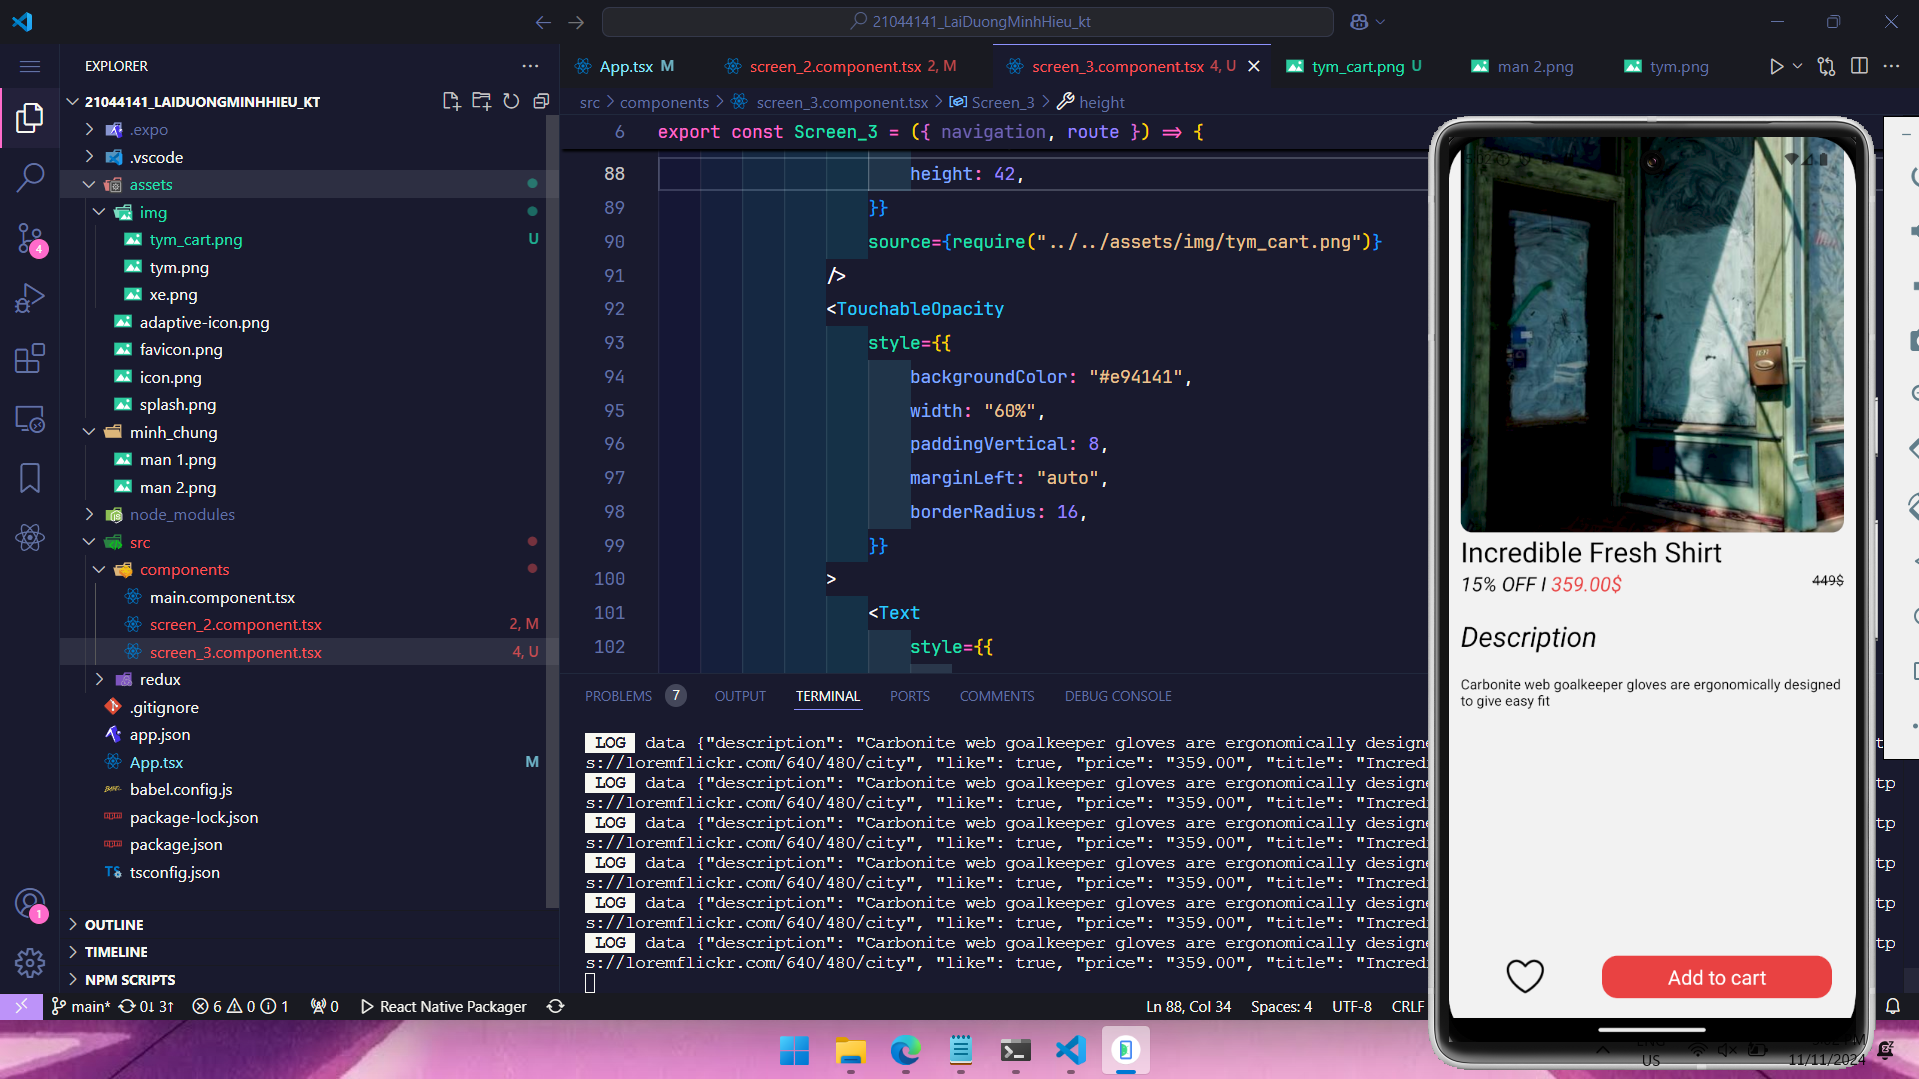 21044141_LaiDuongMinhHieu_kt
EXPLORER
21044141_LAIDUONGMINHHIEU_KT
.expo
.vscode
assets
img
tym_cart.png U
tym.png
xe.png
adaptive-icon.png
favicon.png
icon.png
splash.png
minh_chung
man 1.png
man 2.png
node_modules
src
components
main.component.tsx
screen_2.component.tsx 2, M
screen_3.component.tsx 4, U
redux
.gitignore
app.json
App.tsx M
babel.config.js
package-lock.json
package.json
tsconfig.json
OUTLINE
TIMELINE
NPM SCRIPTS
4
1
App.tsx M
screen_2.component.tsx 2, M
screen_3.component.tsx 4, U
tym_cart.png U
man 2.png
tym.png
src > components > screen_3.component.tsx > Screen_3 > height
6 export const Screen_3 = ({ navigation, route }) => {
88 height: 42,
89 }}
90 source={require("../../assets/img/tym_cart.png")}
91 />
92 <TouchableOpacity
93 style={{
94 backgroundColor: "#e94141",
95 width: "60%",
96 paddingVertical: 8,
97 marginLeft: "auto",
98 borderRadius: 16,
99 }}
100 >
101 <Text
102 style={{
PROBLEMS 7 OUTPUT TERMINAL PORTS COMMENTS DEBUG CONSOLE
LOG data {"description": "Carbonite web goalkeeper gloves are ergonomically designe
s://loremflickr.com/640/480/city", "like": true, "price": "359.00", "title": "Incredi
LOG data {"description": "Carbonite web goalkeeper gloves are ergonomically designe tp
s://loremflickr.com/640/480/city", "like": true, "price": "359.00", "title": "Incredi
LOG data {"description": "Carbonite web goalkeeper gloves are ergonomically designe tp
s://loremflickr.com/640/480/city", "like": true, "price": "359.00", "title": "Incredi
LOG data {"description": "Carbonite web goalkeeper gloves are ergonomically designe tp
s://loremflickr.com/640/480/city", "like": true, "price": "359.00", "title": "Incredi
LOG data {"description": "Carbonite web goalkeeper gloves are ergonomically designe tp
s://loremflickr.com/640/480/city", "like": true, "price": "359.00", "title": "Incredi
LOG data {"description": "Carbonite web goalkeeper gloves are ergonomically designe tp
s://loremflickr.com/640/480/city", "like": true, "price": "359.00", "title": "Incredi
Incredible Fresh Shirt
15% OFF I 359.00$ 449$
Description
Carbonite web goalkeeper gloves are ergonomically designed
to give easy fit
Add to cart
main* 0↓ 3↑ 6 0 1 0 React Native Packager
Ln 88, Col 34 Spaces: 4 UTF-8 CRLF
US
11/11/2024